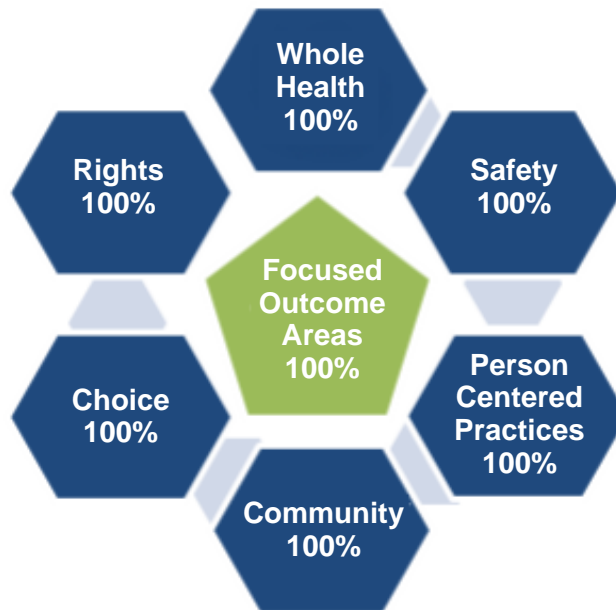 Whole
Health
100%
Rights
100%
Safety
100%
Focused
Outcome
Areas
100%
Choice
100%
Person
Centered
Practices
100%
Community
100%